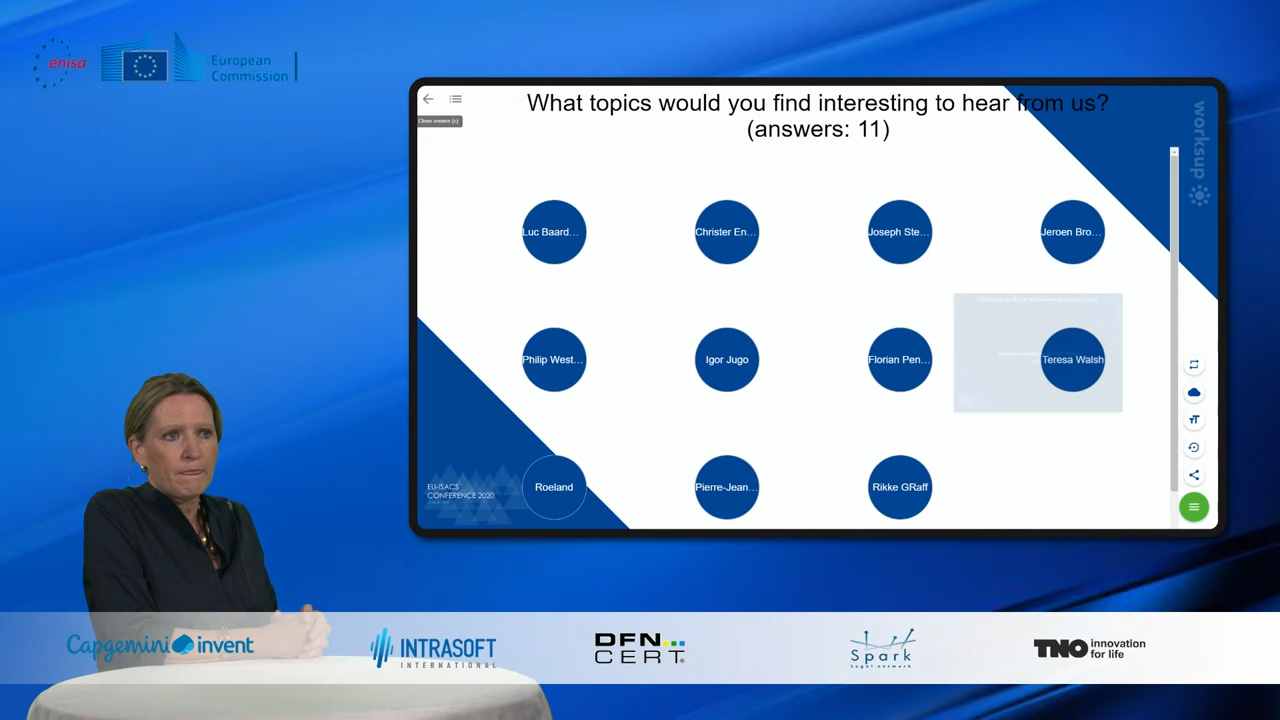 enisa
European
Commission
What topics would you find interesting to hear from us?
(answers: 11)
Close answer (c)
worksup
Luc Baard...
Christer En...
Joseph Ste...
Jeroen Bro...
Philip West...
Igor Jugo
Florian Pen...
Teresa Walsh
Roeland
Pierre-Jean...
Rikke GRaff
EU-ISACS
CONFERENCE 2020
Capgemini invent
INTRASOFT
INTERNATIONAL
DFN
CERT®
Spark
Legal network
TNO innovation
for life